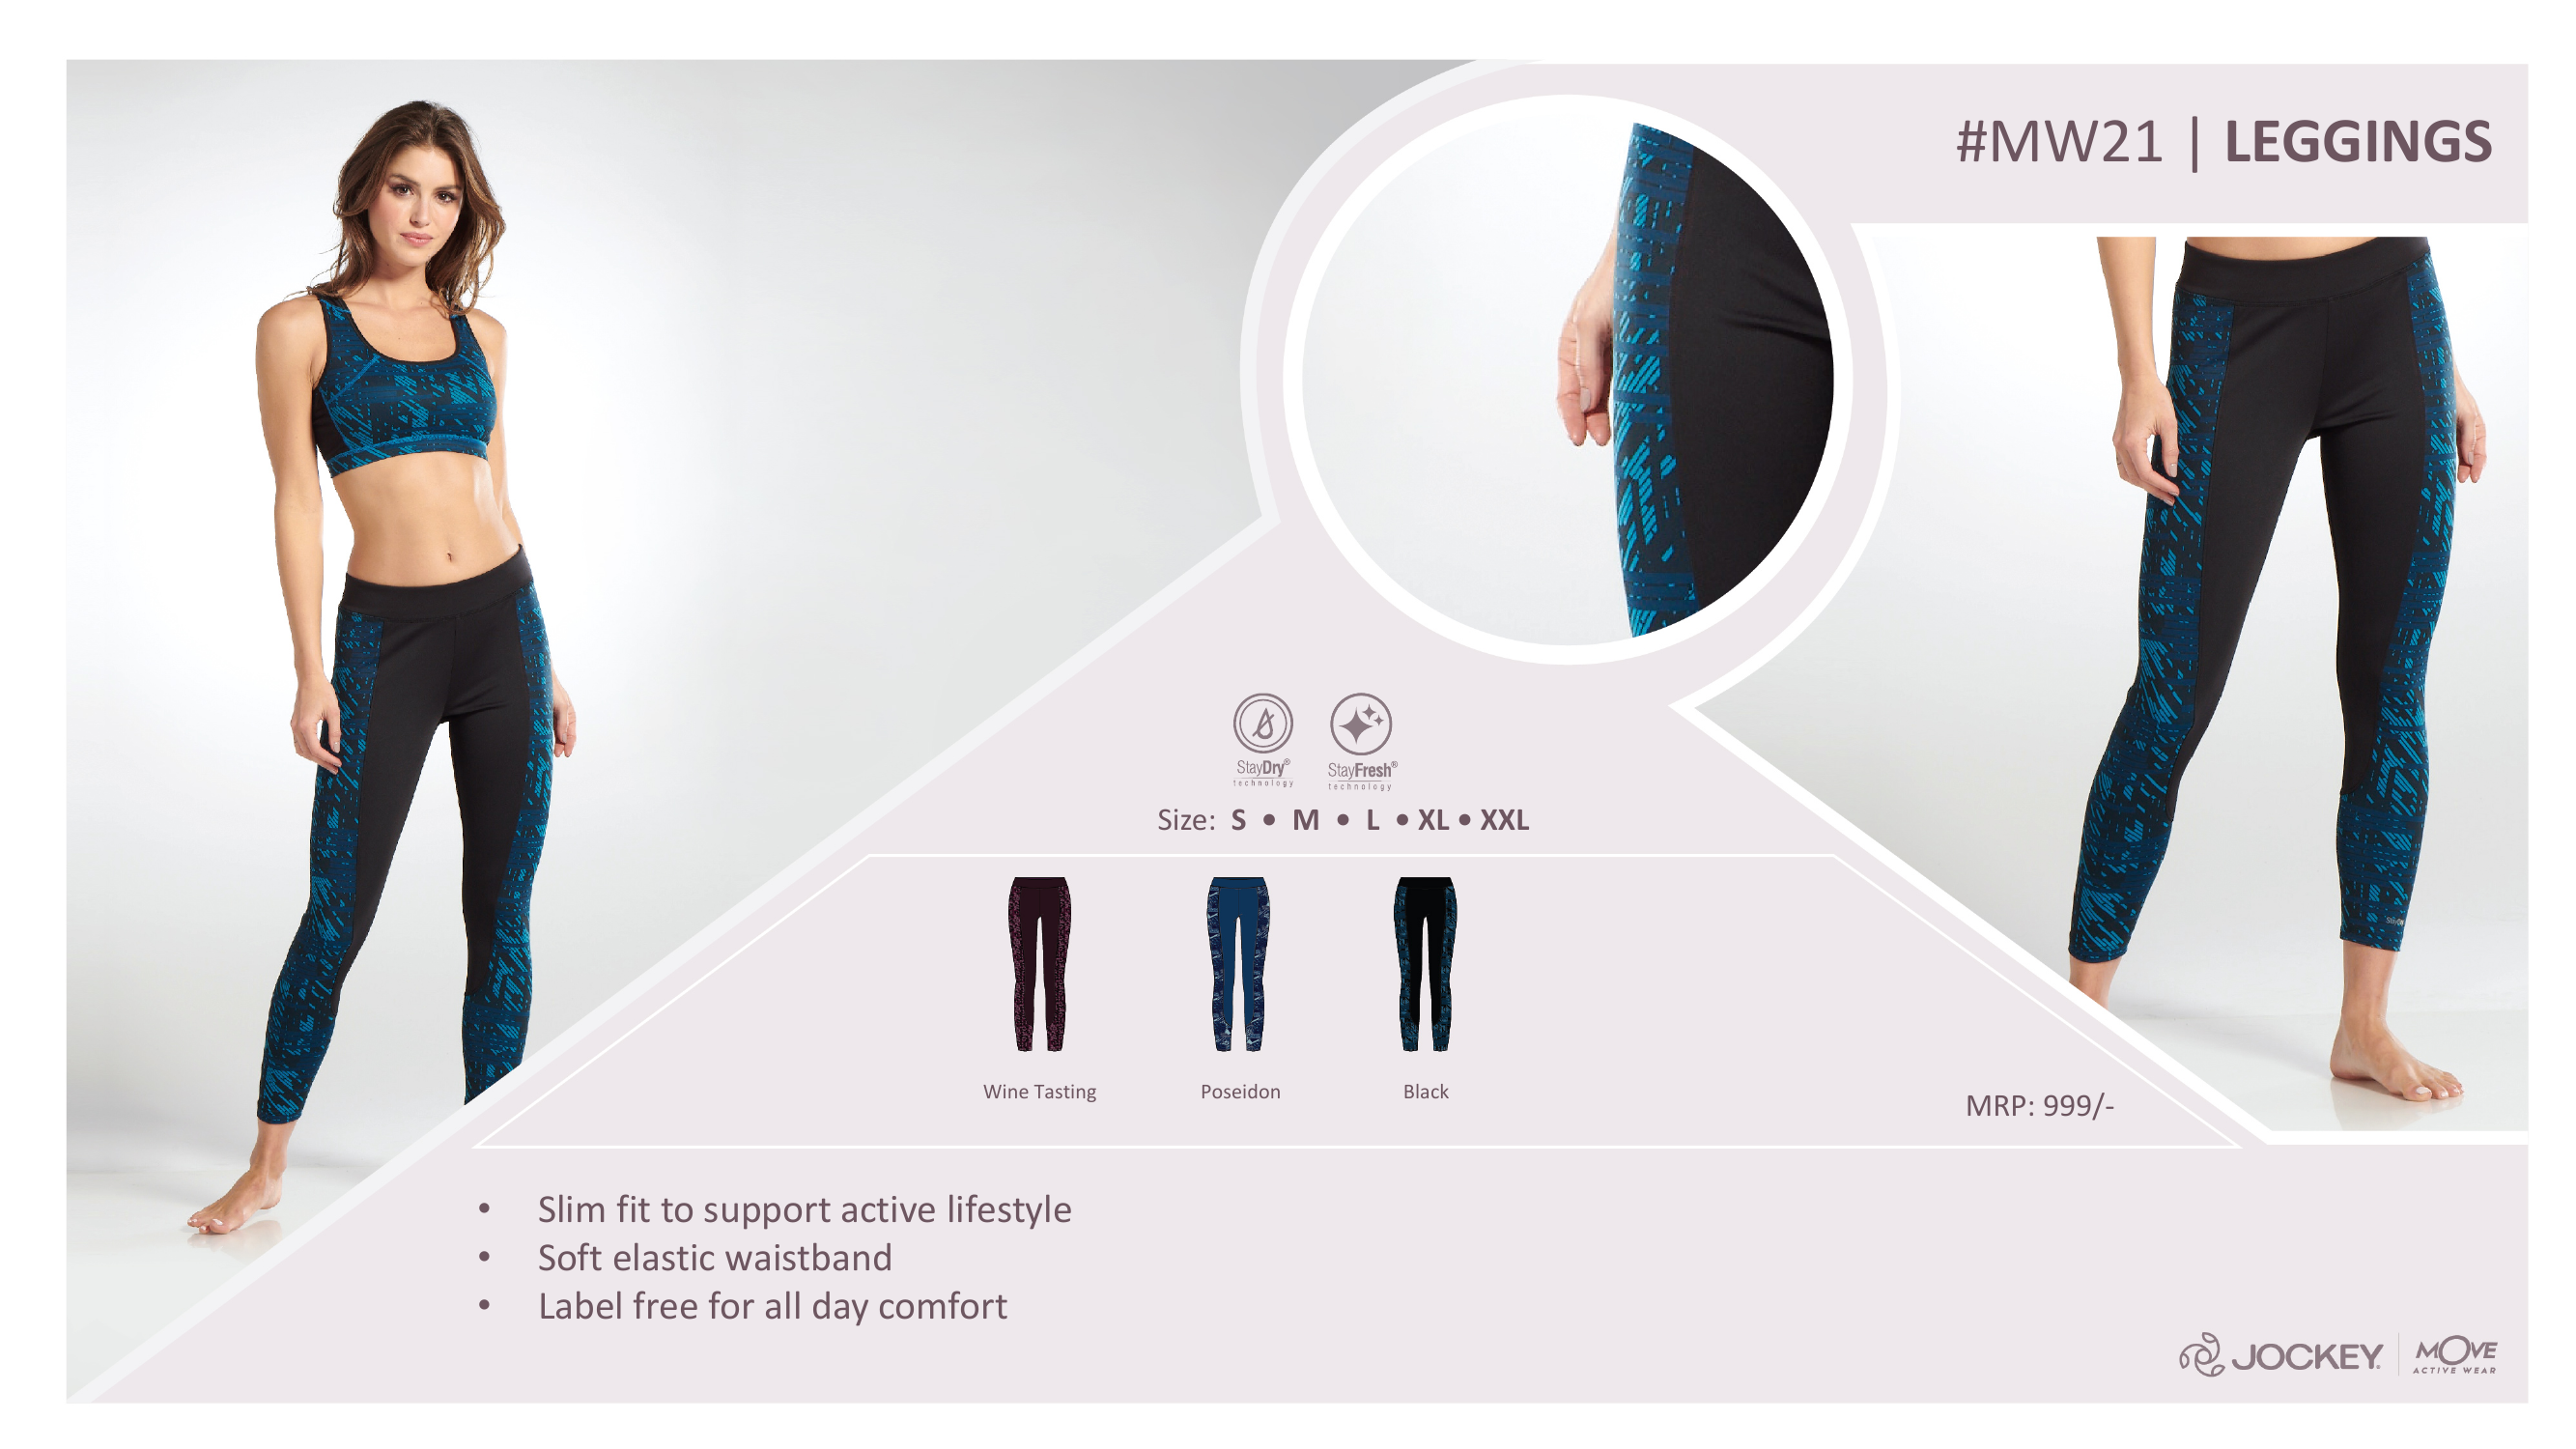 #MW21 | LEGGINGS
StayDry®
technology
StayFresh®
technology
Size: S • M • L • XL • XXL
Wine Tasting
Poseidon
Black
MRP: 999/-
• Slim fit to support active lifestyle
• Soft elastic waistband
• Label free for all day comfort
JOCKEY®
MOVE
ACTIVE WEAR